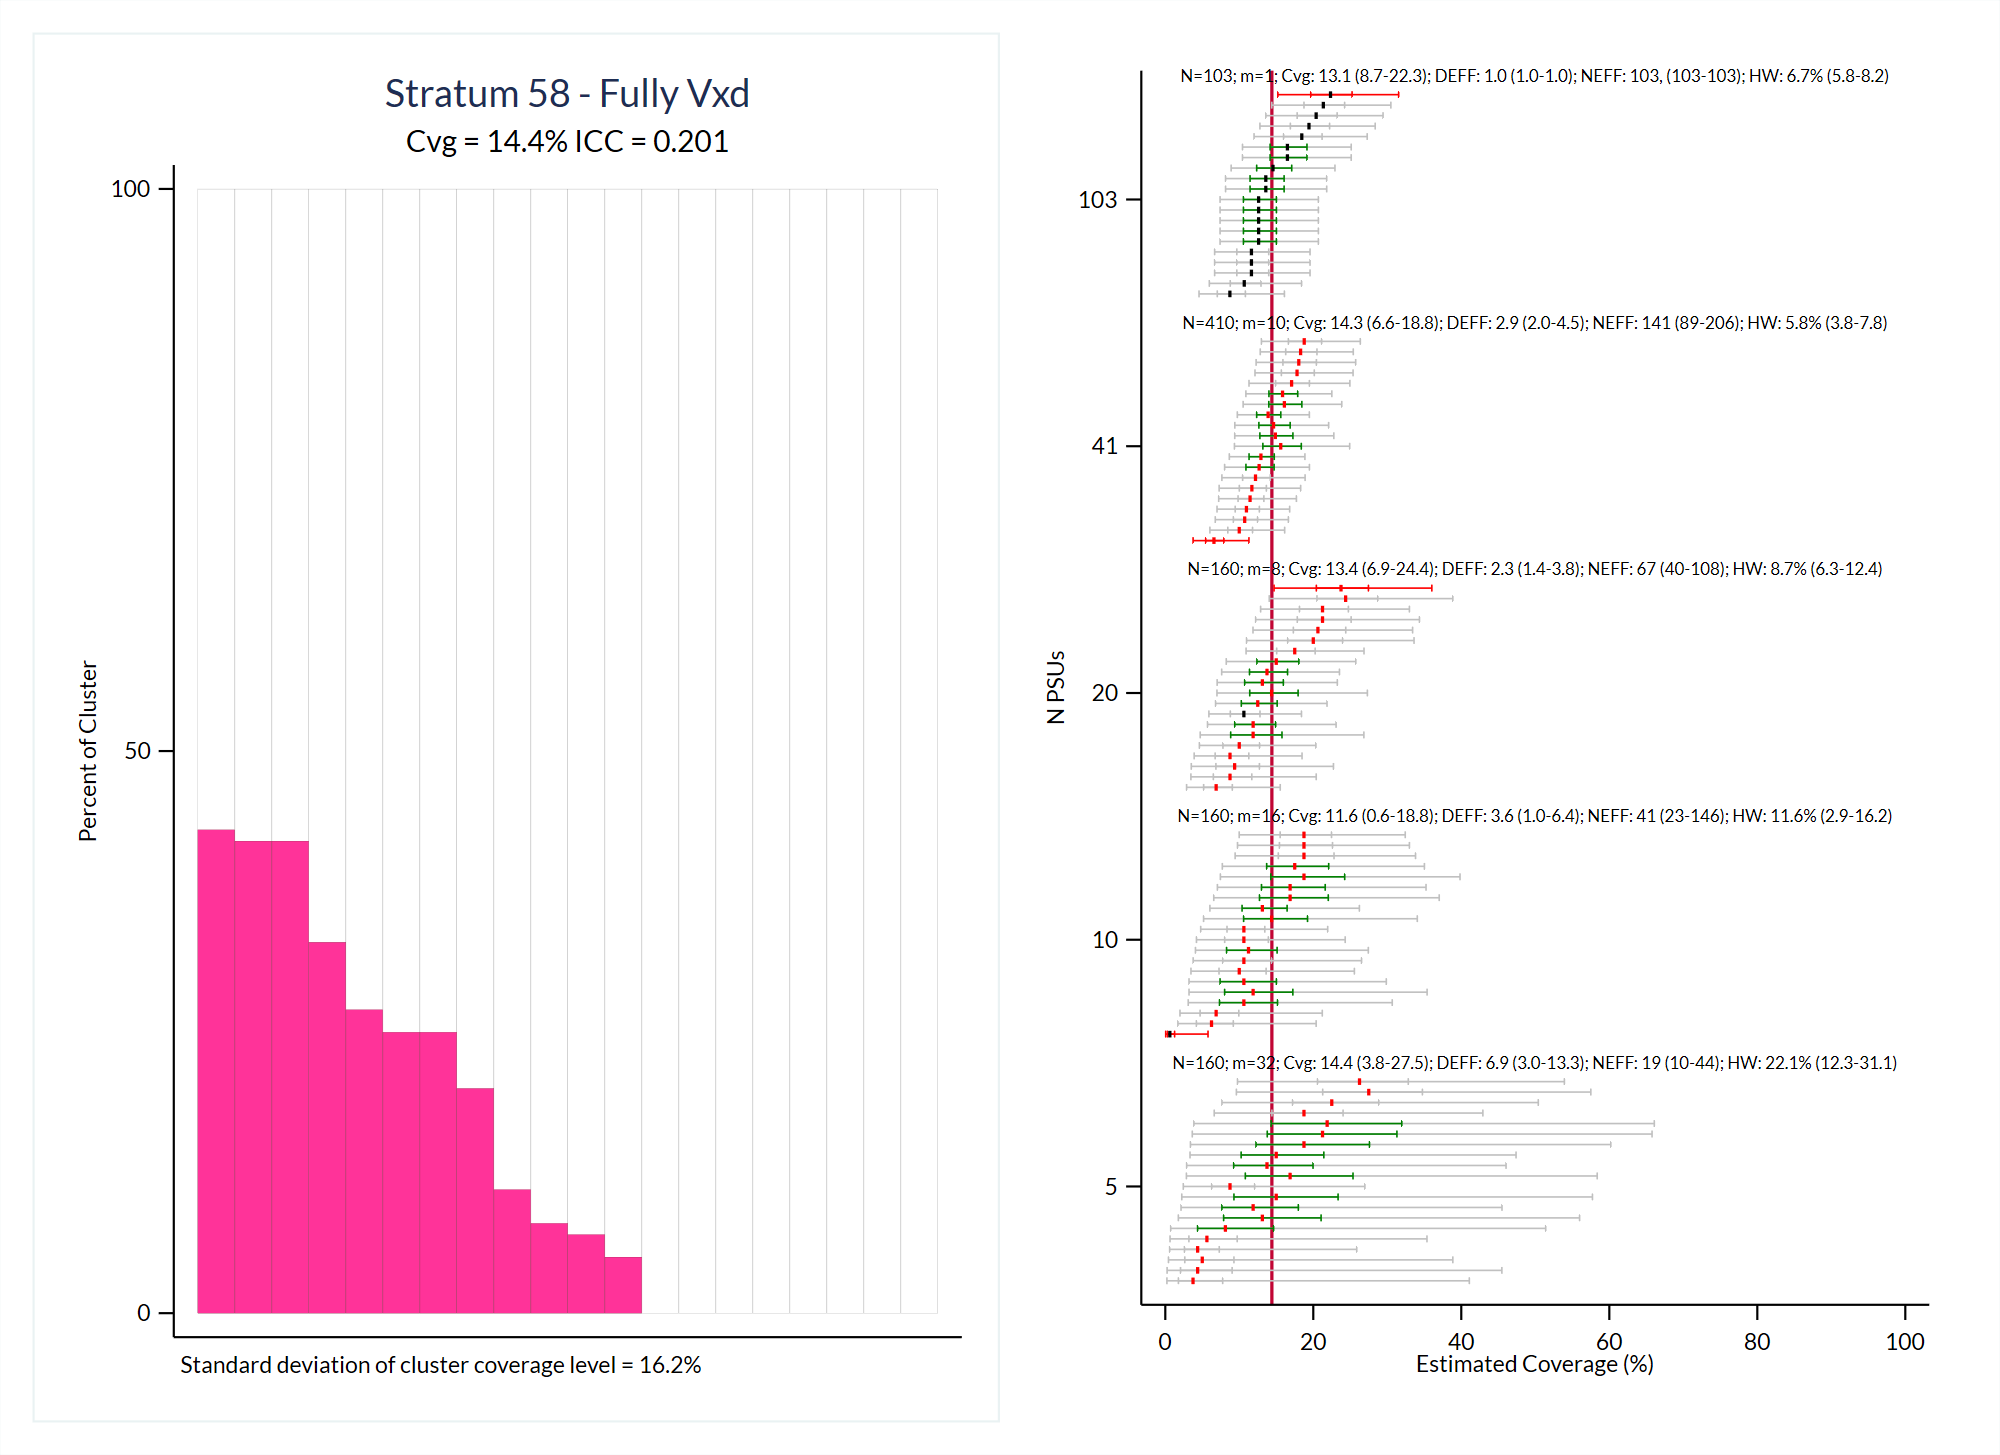 Stratum 58 - Fully Vxd
Cvg = 14.4% ICC = 0.201
100
50
0
Percent of Cluster
Standard deviation of cluster coverage level = 16.2%
N=103; m=1; Cvg: 13.1 (8.7-22.3); DEFF: 1.0 (1.0-1.0); NEFF: 103, (103-103); HW: 6.7% (5.8-8.2)
103
N=410; m=10; Cvg: 14.3 (6.6-18.8); DEFF: 2.9 (2.0-4.5); NEFF: 141 (89-206); HW: 5.8% (3.8-7.8)
41
N=160; m=8; Cvg: 13.4 (6.9-24.4); DEFF: 2.3 (1.4-3.8); NEFF: 67 (40-108); HW: 8.7% (6.3-12.4)
20
N PSUs
N=160; m=16; Cvg: 11.6 (0.6-18.8); DEFF: 3.6 (1.0-6.4); NEFF: 41 (23-146); HW: 11.6% (2.9-16.2)
10
N=160; m=32; Cvg: 14.4 (3.8-27.5); DEFF: 6.9 (3.0-13.3); NEFF: 19 (10-44); HW: 22.1% (12.3-31.1)
5
0 20 40 60 80 100
Estimated Coverage (%)